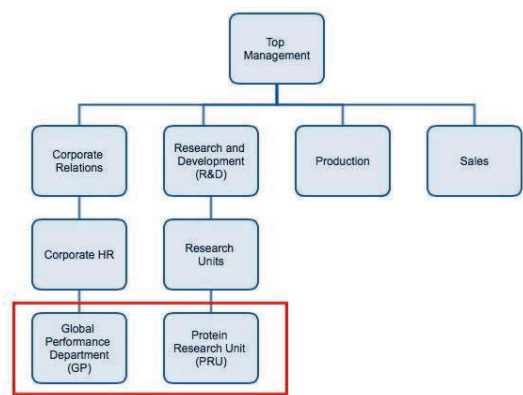 Top
Management
Corporate
Relations
Research and
Development
(R&D)
Production
Sales
Corporate HR
Research
Units
Global
Performance
Department
(GP)
Protein
Research Unit
(PRU)